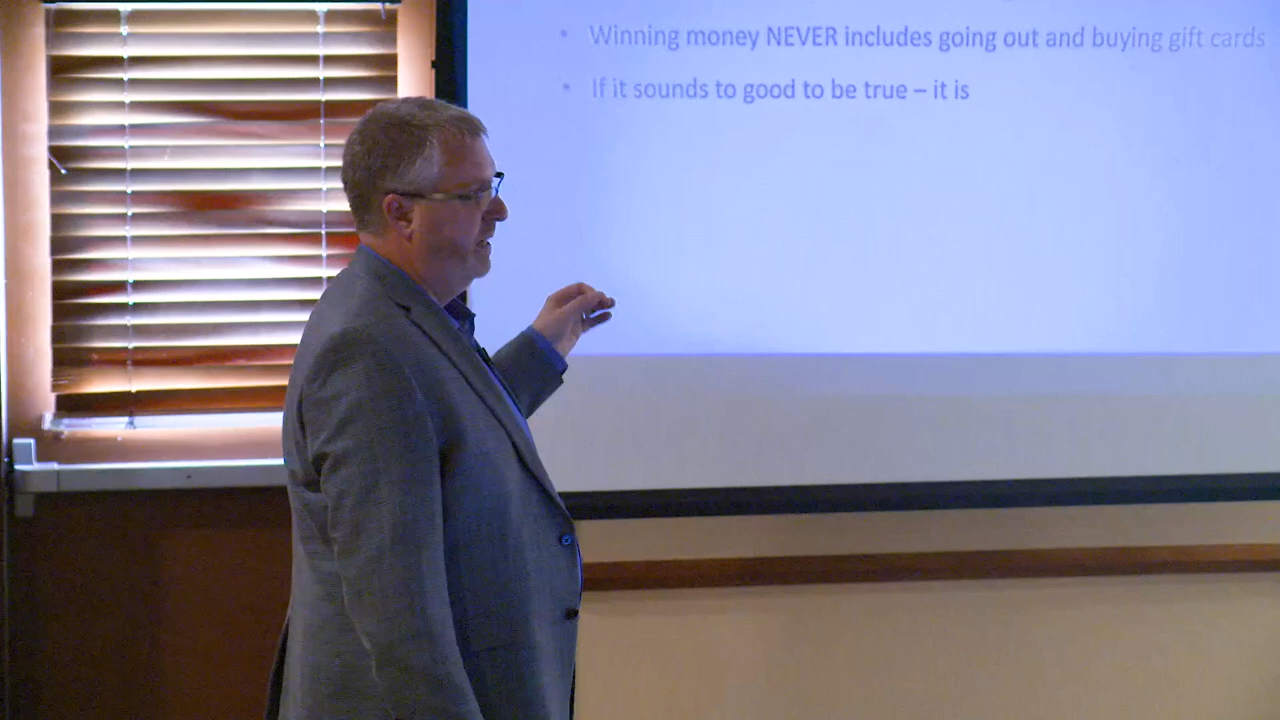 • Winning money NEVER includes going out and buying gift cards
• If it sounds to good to be true – it is